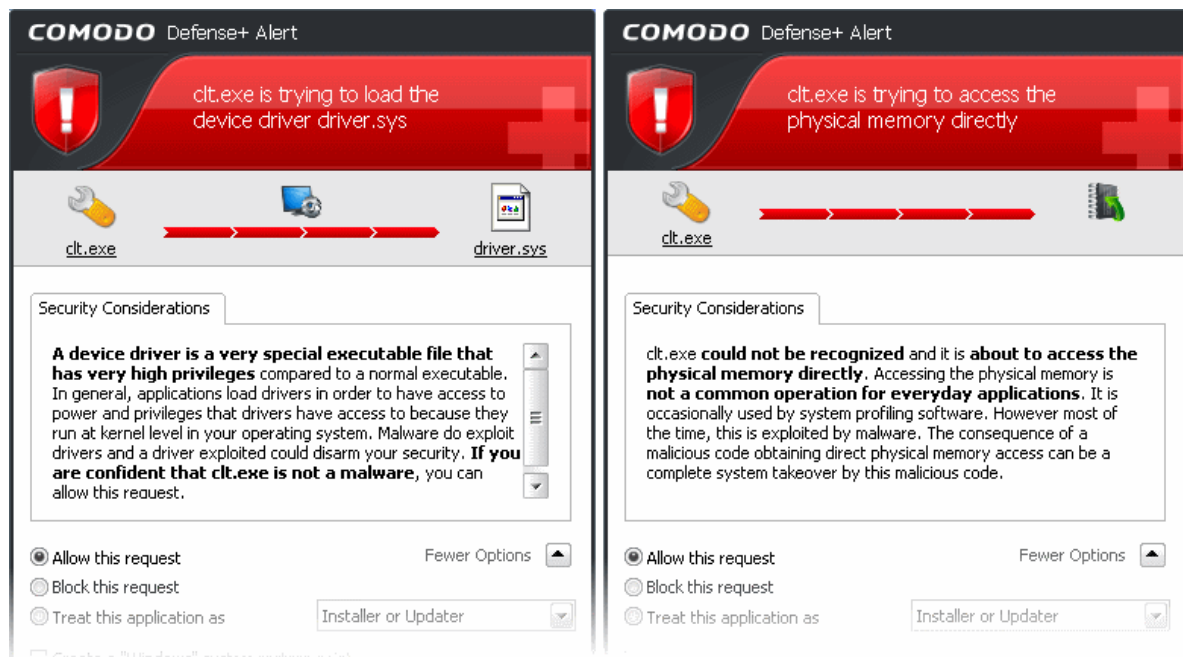 COMODO Defense+ Alert
clt.exe is trying to load the
device driver driver.sys
clt.exe
driver.sys
Security Considerations
A device driver is a very special executable file that
has very high privileges compared to a normal executable.
In general, applications load drivers in order to have access to
power and privileges that drivers have access to because they
run at kernel level in your operating system. Malware do exploit
drivers and a driver exploited could disarm your security. If you
are confident that clt.exe is not a malware, you can
allow this request.
Allow this request
Fewer Options
Block this request
Treat this application as
Installer or Updater
Create a "Windows" system restore point
COMODO Defense+ Alert
clt.exe is trying to access the
physical memory directly
clt.exe
Security Considerations
clt.exe could not be recognized and it is about to access the
physical memory directly. Accessing the physical memory is
not a common operation for everyday applications. It is
occasionally used by system profiling software. However most of
the time, this is exploited by malware. The consequence of a
malicious code obtaining direct physical memory access can be a
complete system takeover by this malicious code.
Allow this request
Fewer Options
Block this request
Treat this application as
Installer or Updater